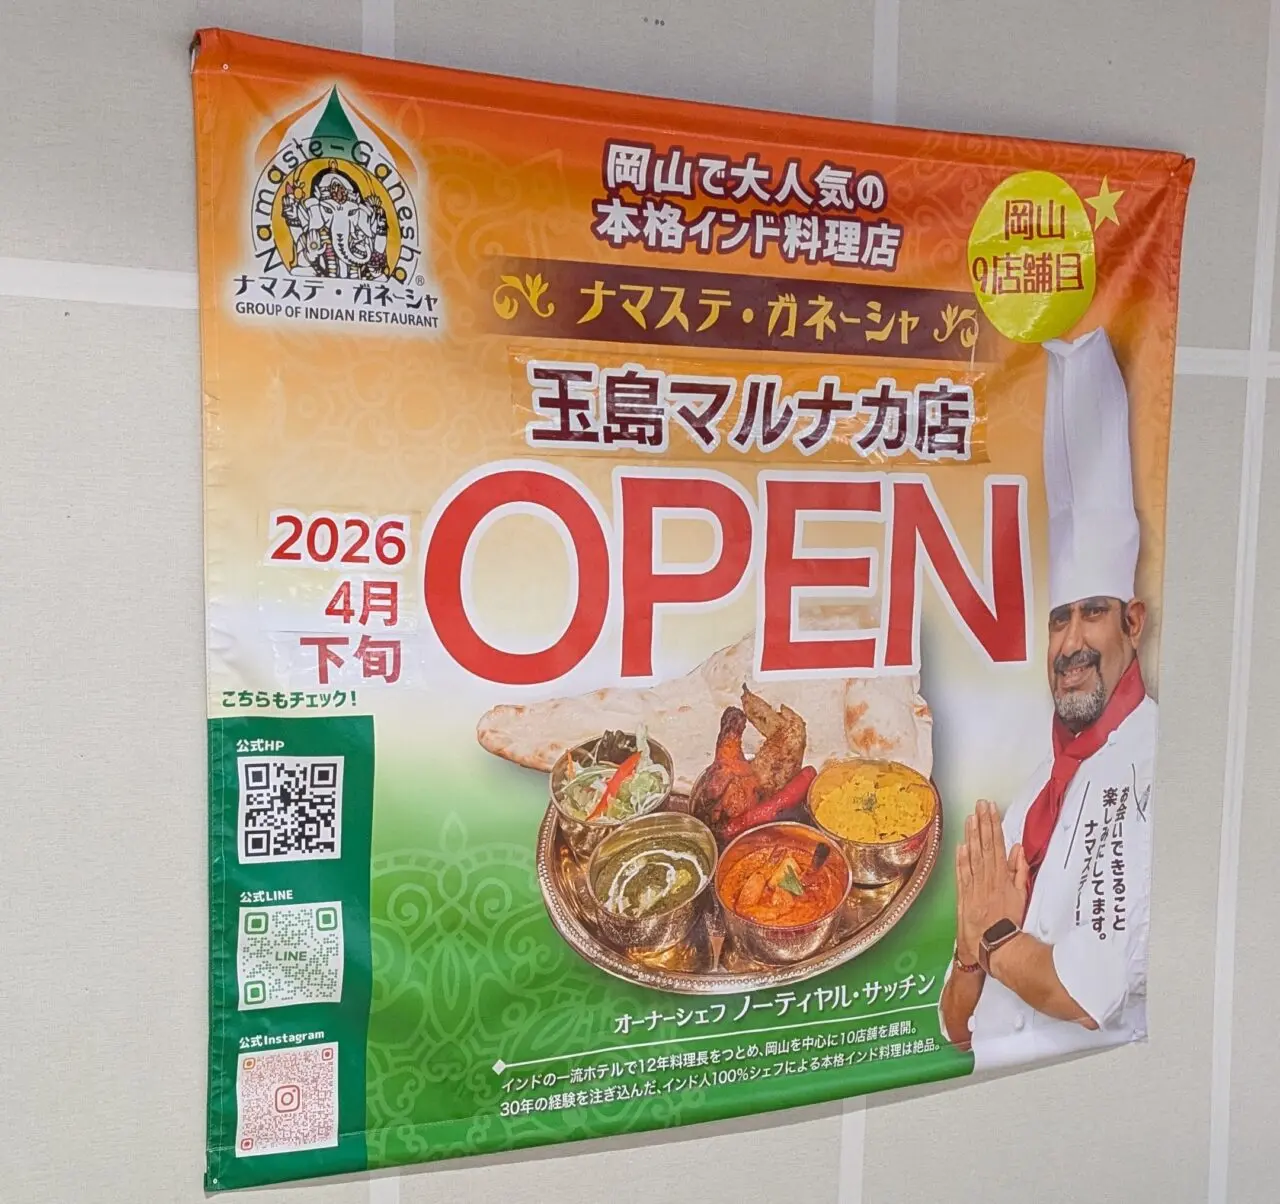 Namaste-Ganesha
®
ナマステ・ガネーシャ
GROUP OF INDIAN RESTAURANT
岡山で大人気の
本格インド料理店
ナマステ・ガネーシャ
岡山
9店舗目
玉島マルナカ店
OPEN
2026
4月
下旬
こちらもチェック！
公式HP
公式LINE
LINE
公式Instagram
お会いできること
楽しみにしてます。
ナマステー！
オーナーシェフ ノーティヤル・サッチン
インドの一流ホテルで12年料理長をつとめ、岡山を中心に10店舗を展開。
30年の経験を注ぎ込んだ、インド人100%シェフによる本格インド料理は絶品。